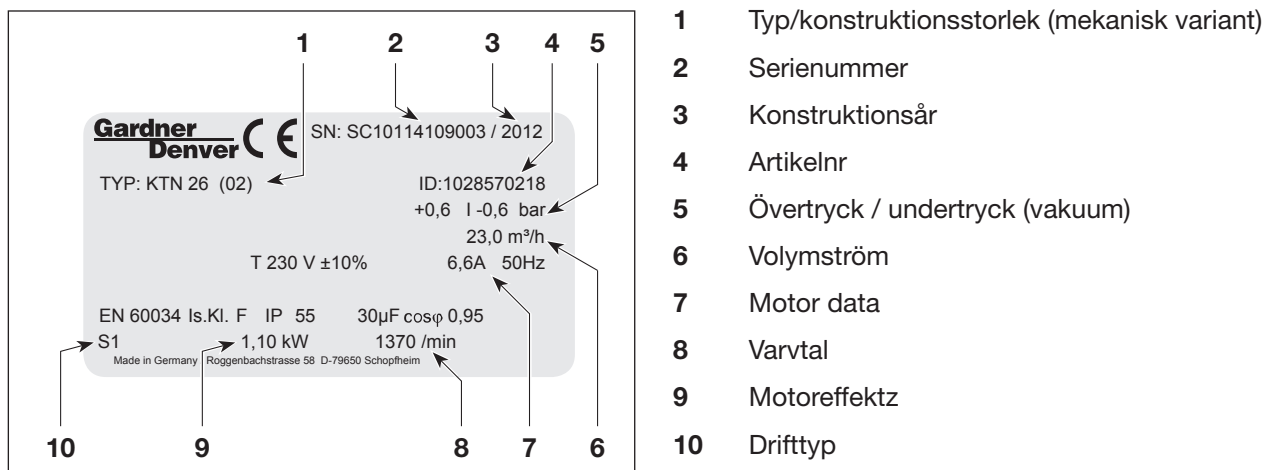 1 2 3 4 5
Gardner
Denver CE
SN: SC10114109003 / 2012
TYP: KTN 26 (02)
ID:1028570218
+0,6 I -0,6 bar
23,0 m³/h
T 230 V ±10% 6,6A 50Hz
EN 60034 Is.Kl. F IP 55 30µF cosφ 0,95
S1 1,10 kW 1370 /min
Made in Germany Roggenbachstrasse 58 D-79650 Schopfheim
10 9 8 7 6
1 Typ/konstruktionsstorlek (mekanisk variant)
2 Serienummer
3 Konstruktionsår
4 Artikelnr
5 Övertryck / undertryck (vakuum)
6 Volymström
7 Motor data
8 Varvtal
9 Motoreffektz
10 Drifttyp